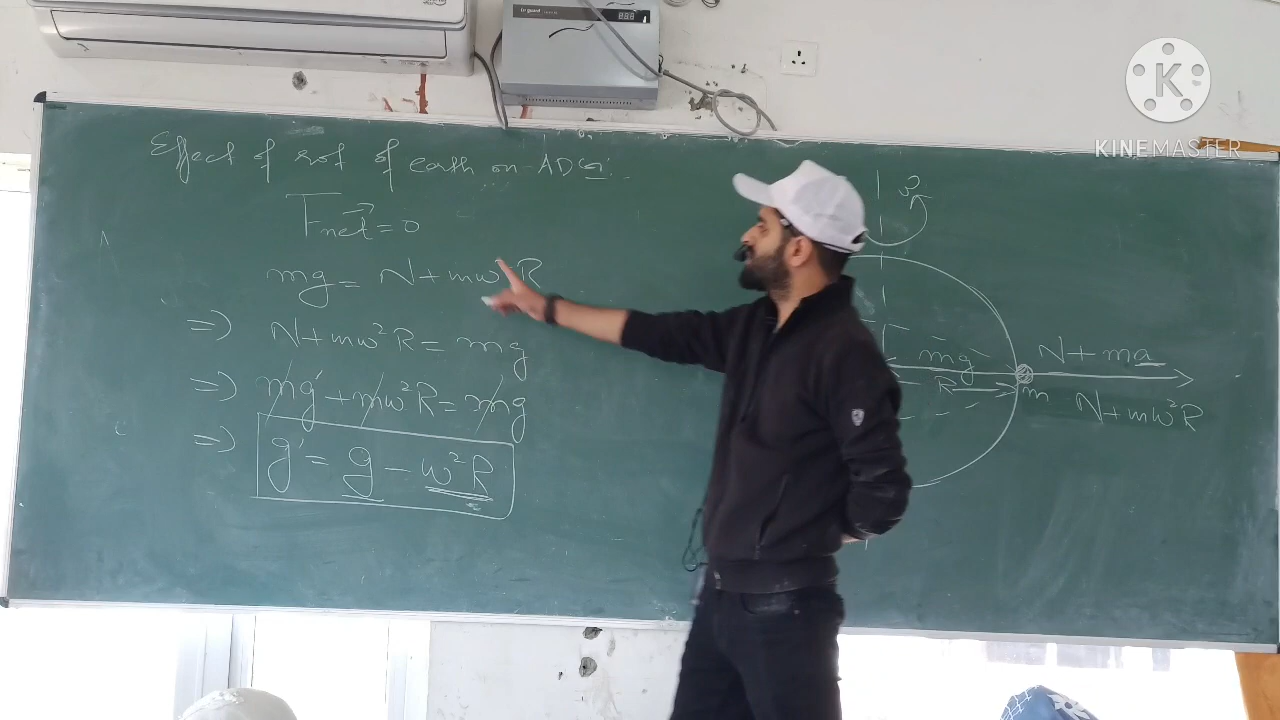 Effect of rot of earth on ADG:
Fnet = 0
mg = N + mω²R
=> N + mω²R = mg
=> mg' + mω²R = mg
=> g' = g - ω²R
ω
mg
R
m
N + ma
N + mω²R
K
KINEMASTER